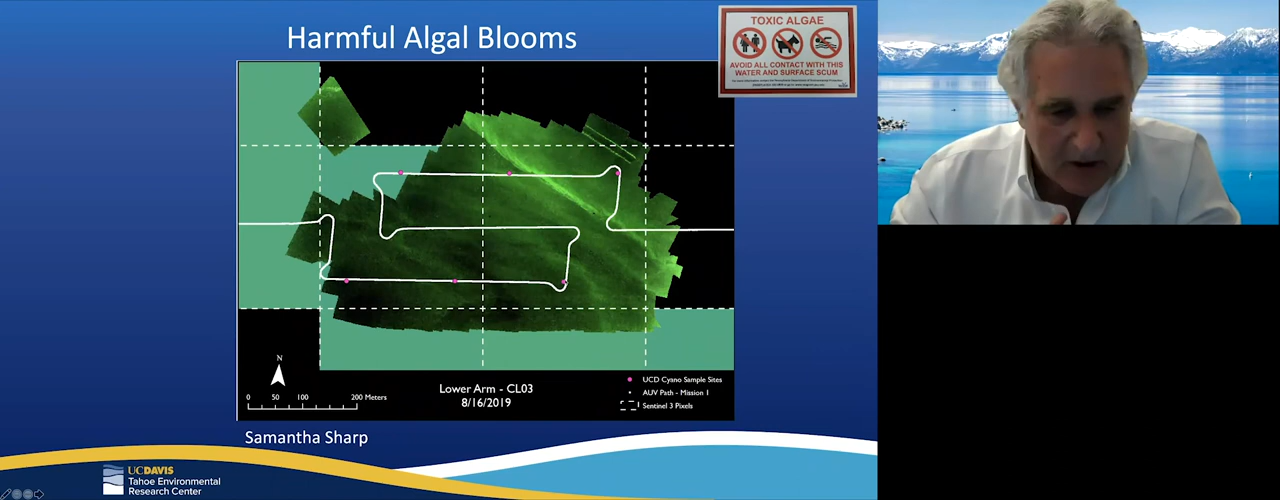 Harmful Algal Blooms
TOXIC ALGAE
AVOID ALL CONTACT WITH THIS
WATER AND SURFACE SCUM
N
0 50 100 200 Meters
Lower Arm - CL03
8/16/2019
UCD Cyano Sample Sites
AUV Path - Mission 1
Sentinel 3 Pixels
Samantha Sharp
UCDAVIS
Tahoe Environmental
Research Center